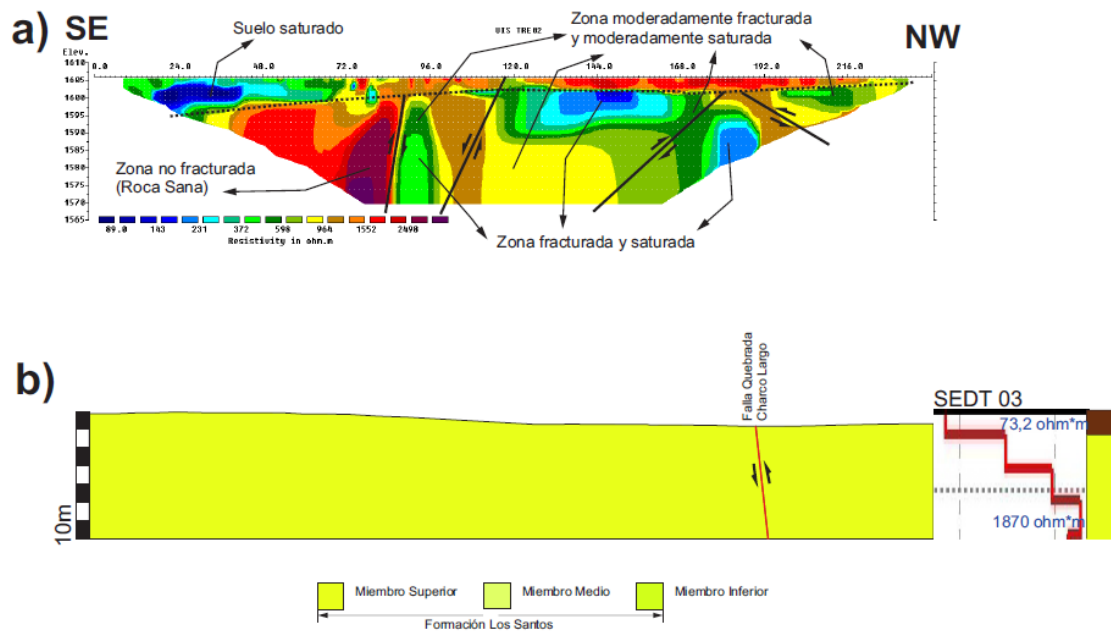 a) SE
Suelo saturado
UIS TRE02
Zona moderadamente fracturada
y moderadamente saturada
NW
Elev.
1610
0.0 24.0 48.0 72.0 96.0 120.0 144.0 168.0 192.0 216.0
1605
1600
1595
1590
1580
1570
1565
Zona no fracturada
(Roca Sana)
Zona fracturada y saturada
89.0 143 231 372 598 964 1552 2498
Resistivity in ohm.m
b)
Falla Quebrada
Charco Largo
SEDT 03
73,2 ohm*m
1870 ohm*m
10m
Miembro Superior
Miembro Medio
Miembro Inferior
Formación Los Santos